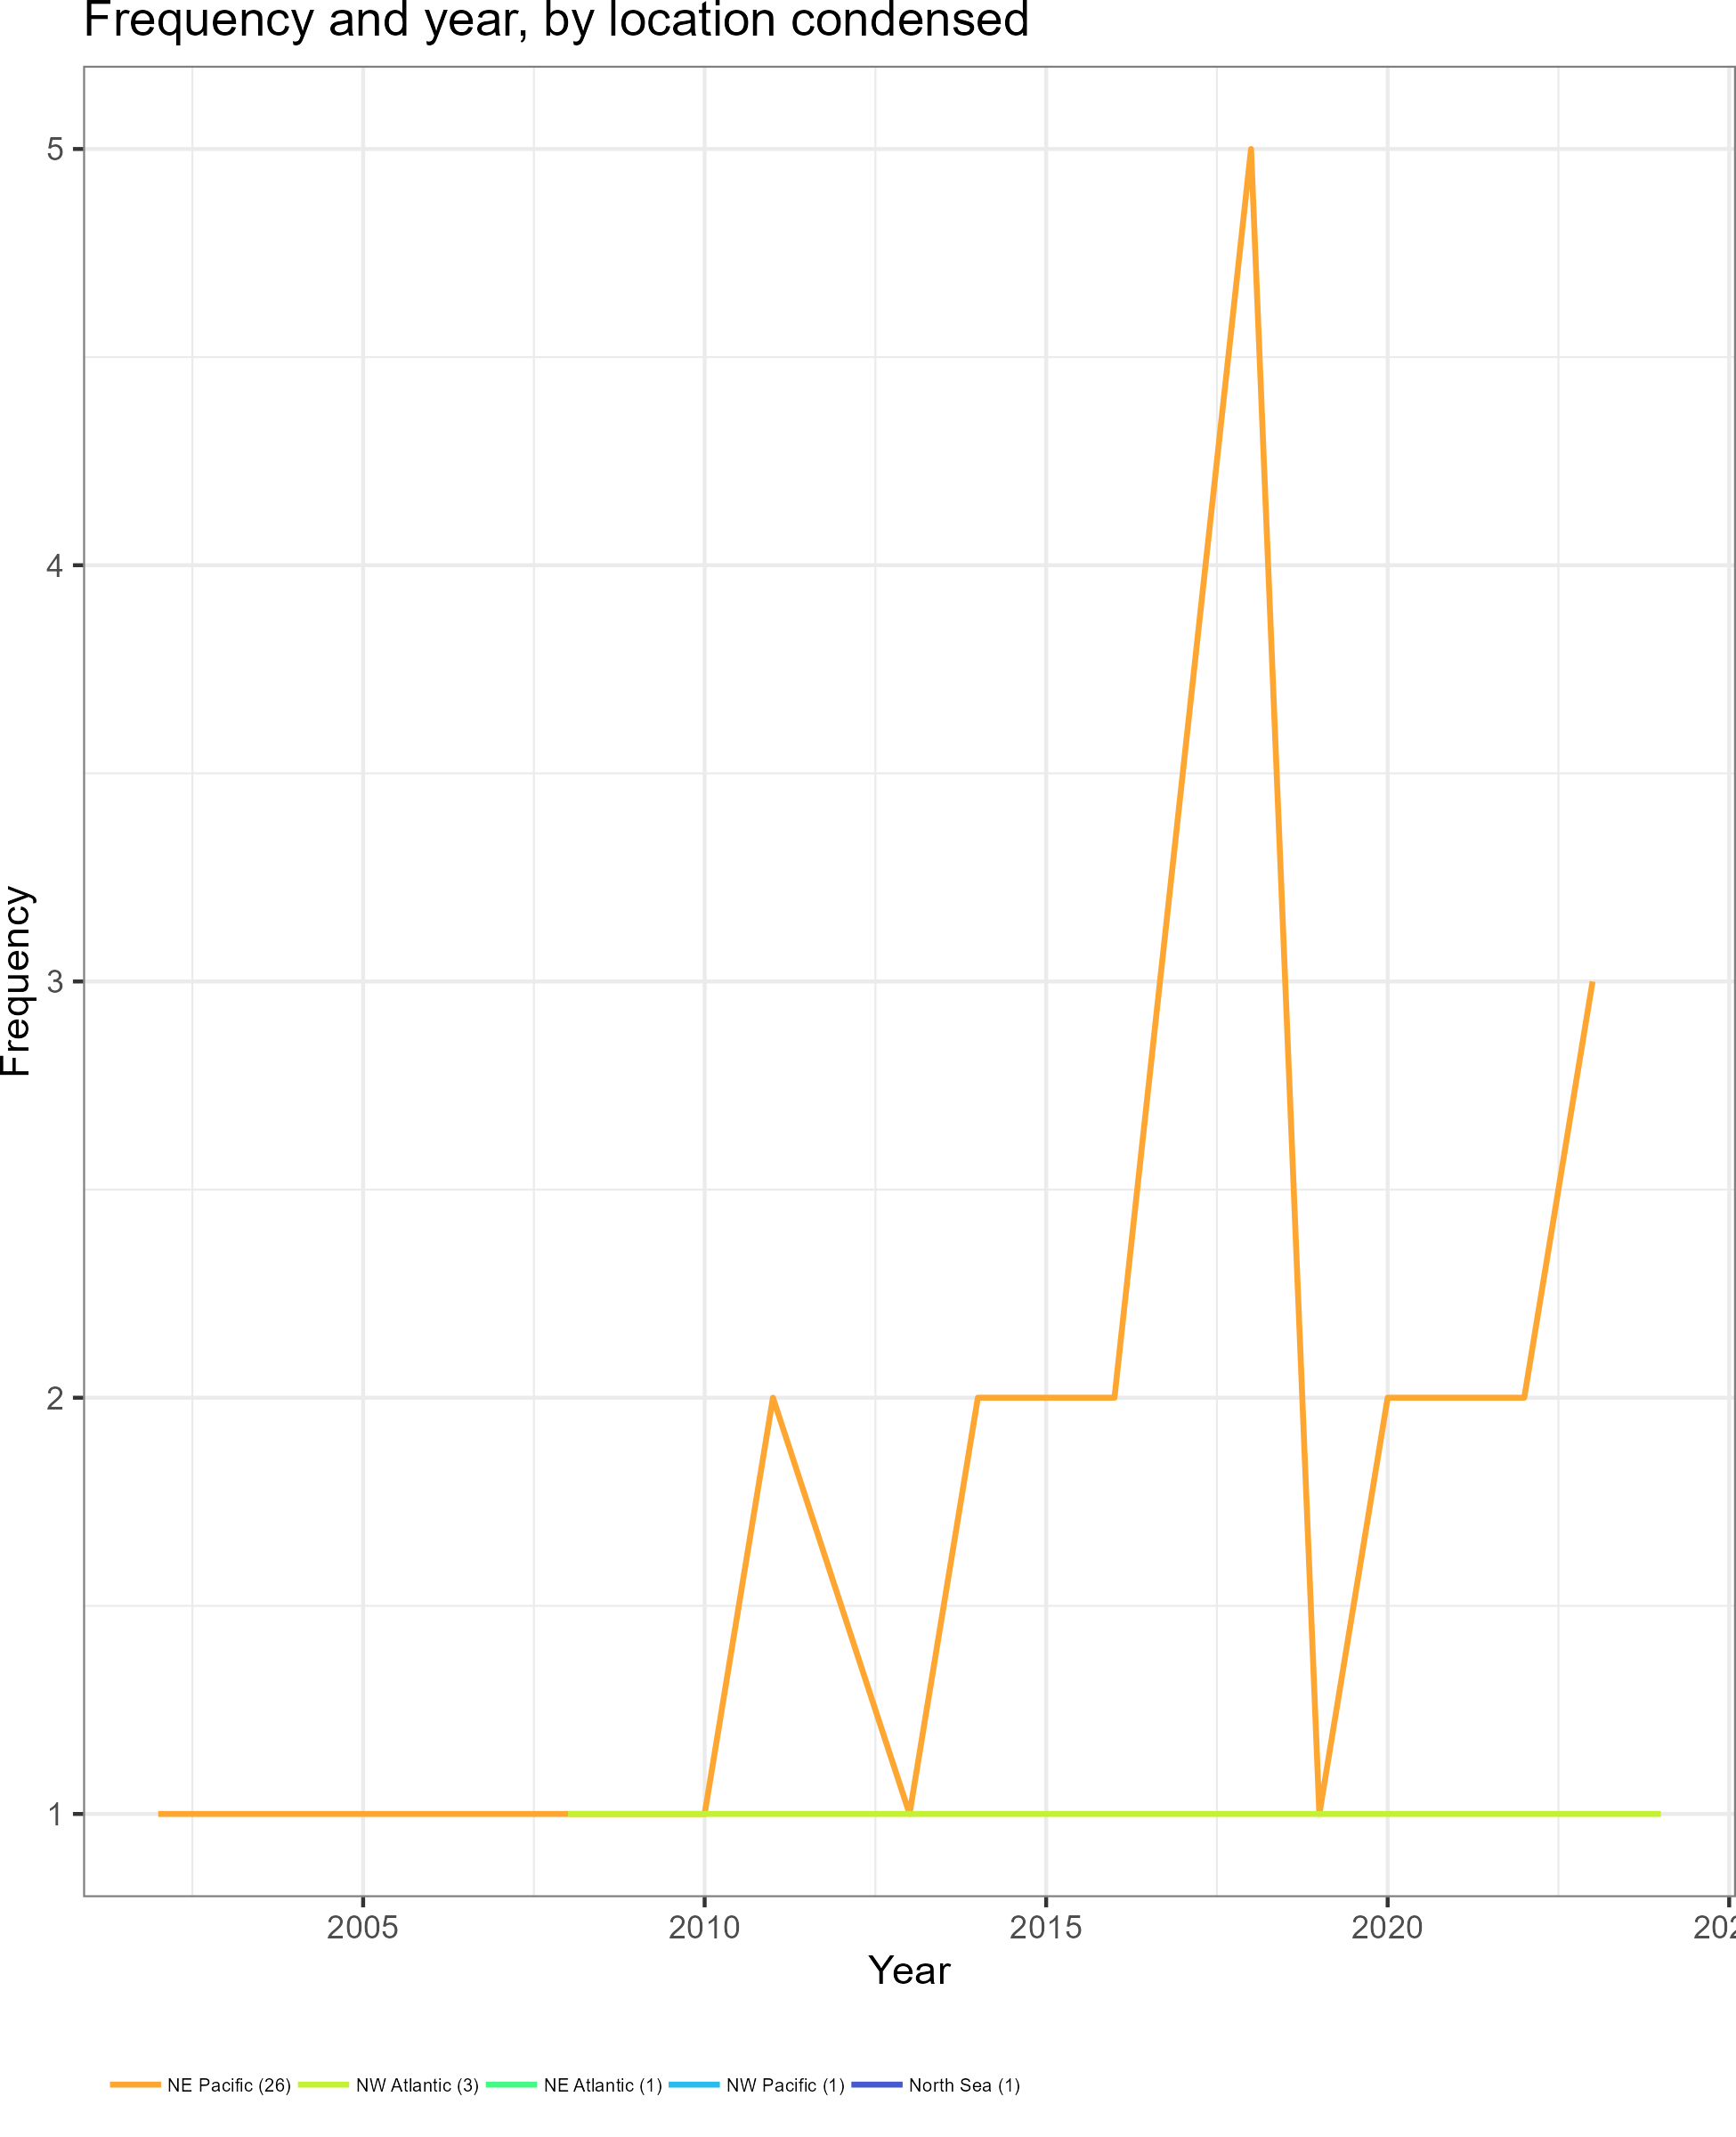 Frequency and year, by location condensed
5
4
3
2
1
Frequency
2005 2010 2015 2020 202
Year
NE Pacific (26) NW Atlantic (3) NE Atlantic (1) NW Pacific (1) North Sea (1)